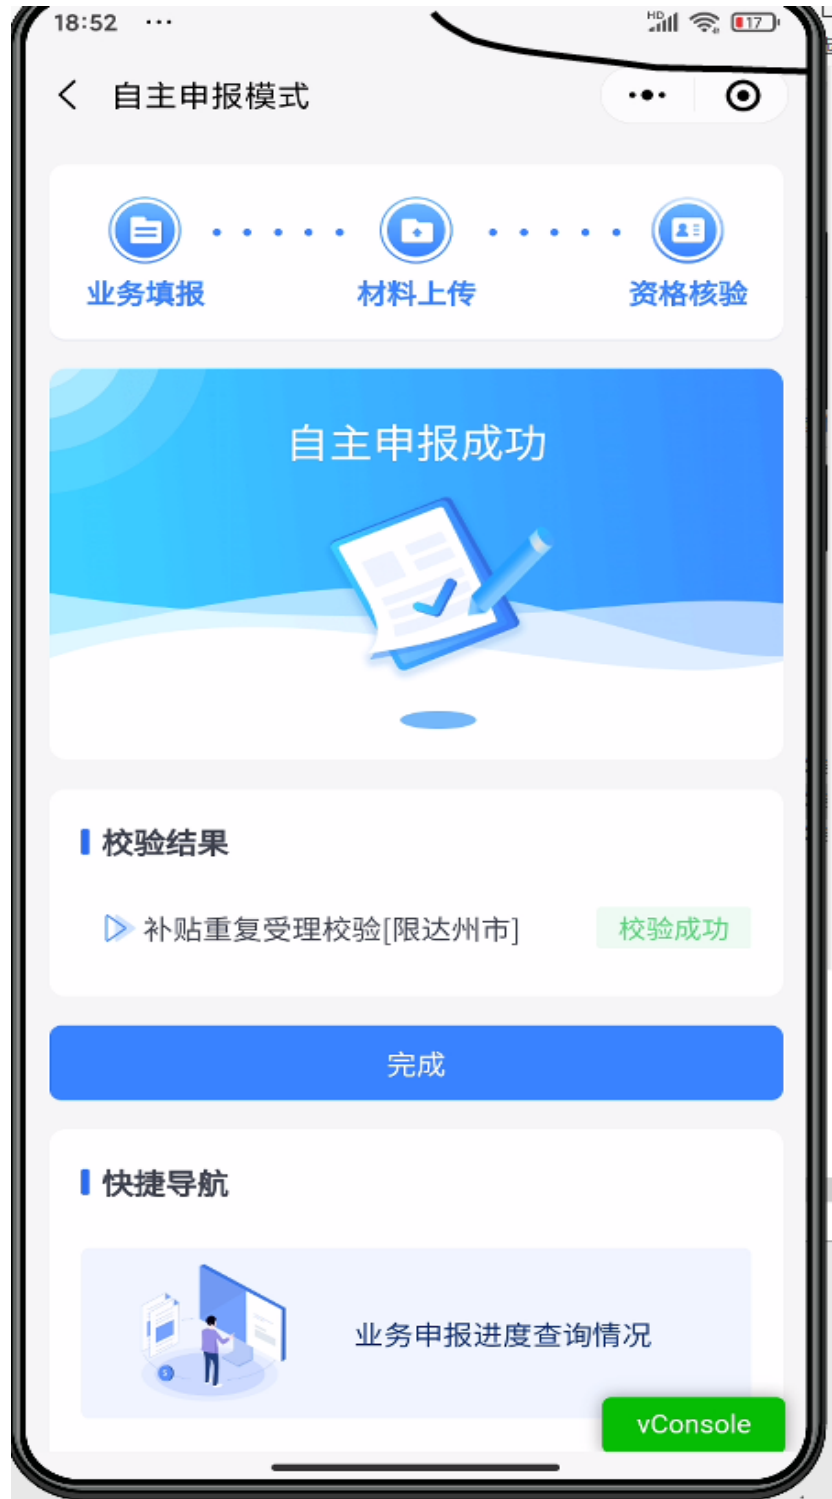 18:52 ...
HD 17
自主申报模式
业务填报 材料上传 资格核验
自主申报成功
校验结果
补贴重复受理校验[限达州市] 校验成功
完成
快捷导航
业务申报进度查询情况
vConsole